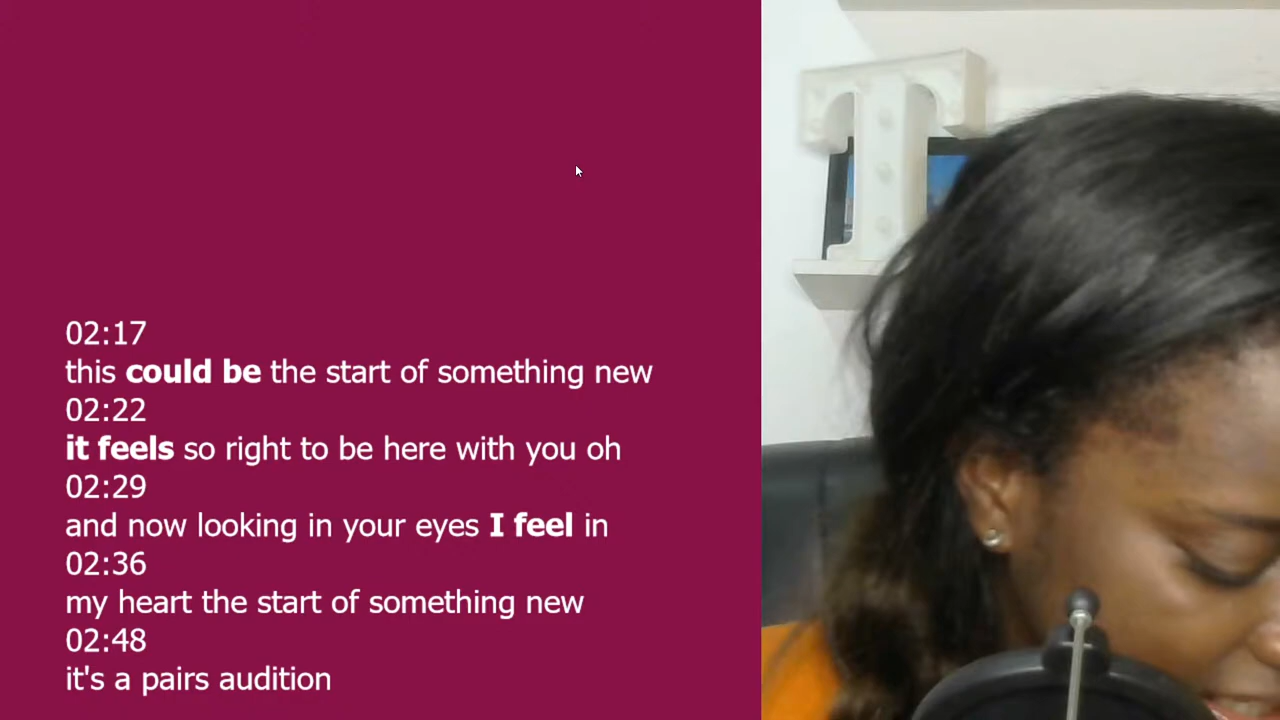 02:17
this could be the start of something new
02:22
it feels so right to be here with you oh
02:29
and now looking in your eyes I feel in
02:36
my heart the start of something new
02:48
it's a pairs audition
T